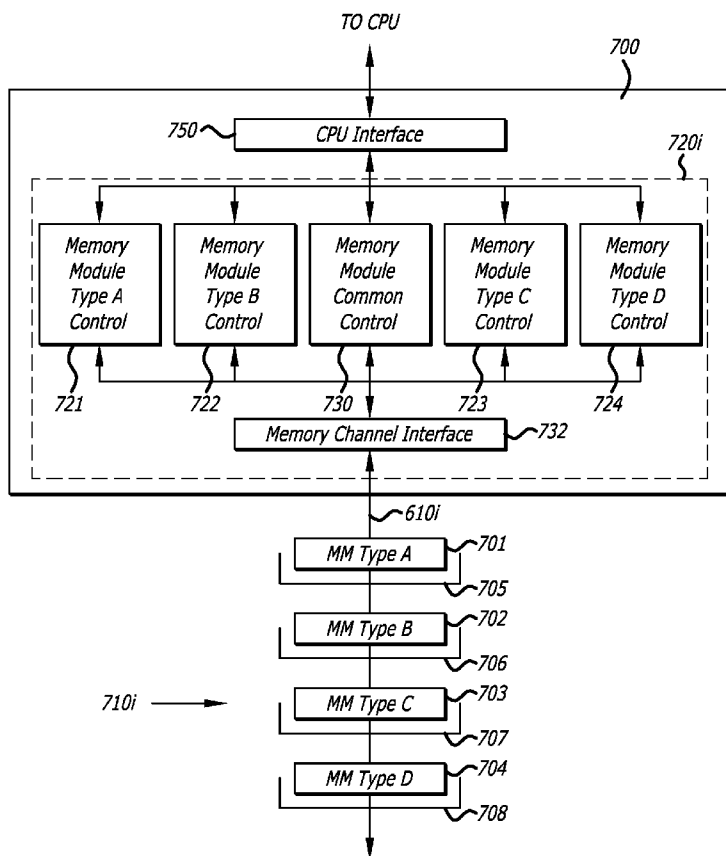 TO CPU
700
750
CPU Interface
720i
Memory
Module
Type A
Control
Memory
Module
Type B
Control
Memory
Module
Common
Control
Memory
Module
Type C
Control
Memory
Module
Type D
Control
721
722
730
723
724
Memory Channel Interface
732
610i
MM Type A
701
705
MM Type B
702
706
710i
MM Type C
703
707
MM Type D
704
708